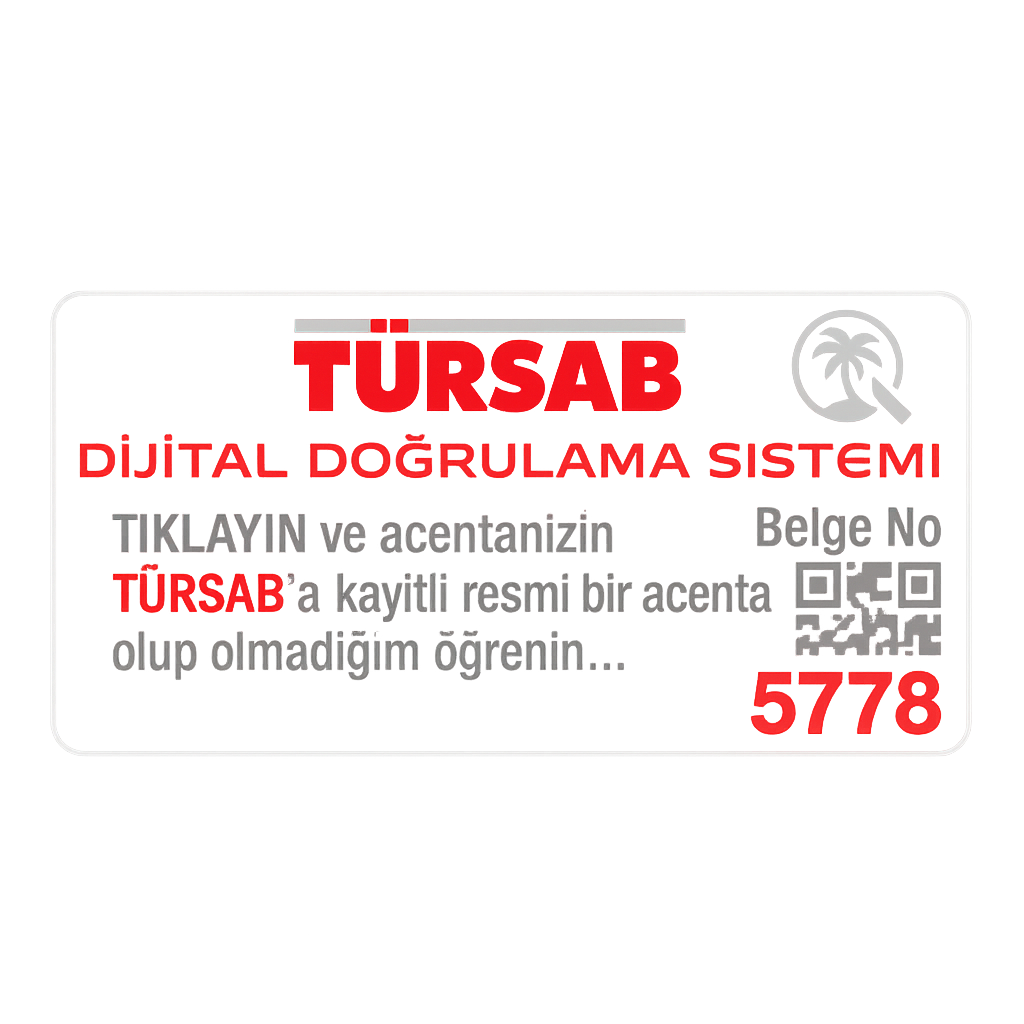 TÜRSAB
DİJİTAL DOĞRULAMA SISTEMI
TIKLAYIN ve acentanizin
TÜRSAB'a kayitli resmi bir acenta
olup olmadiğim öğrenin...
Belge No
5778